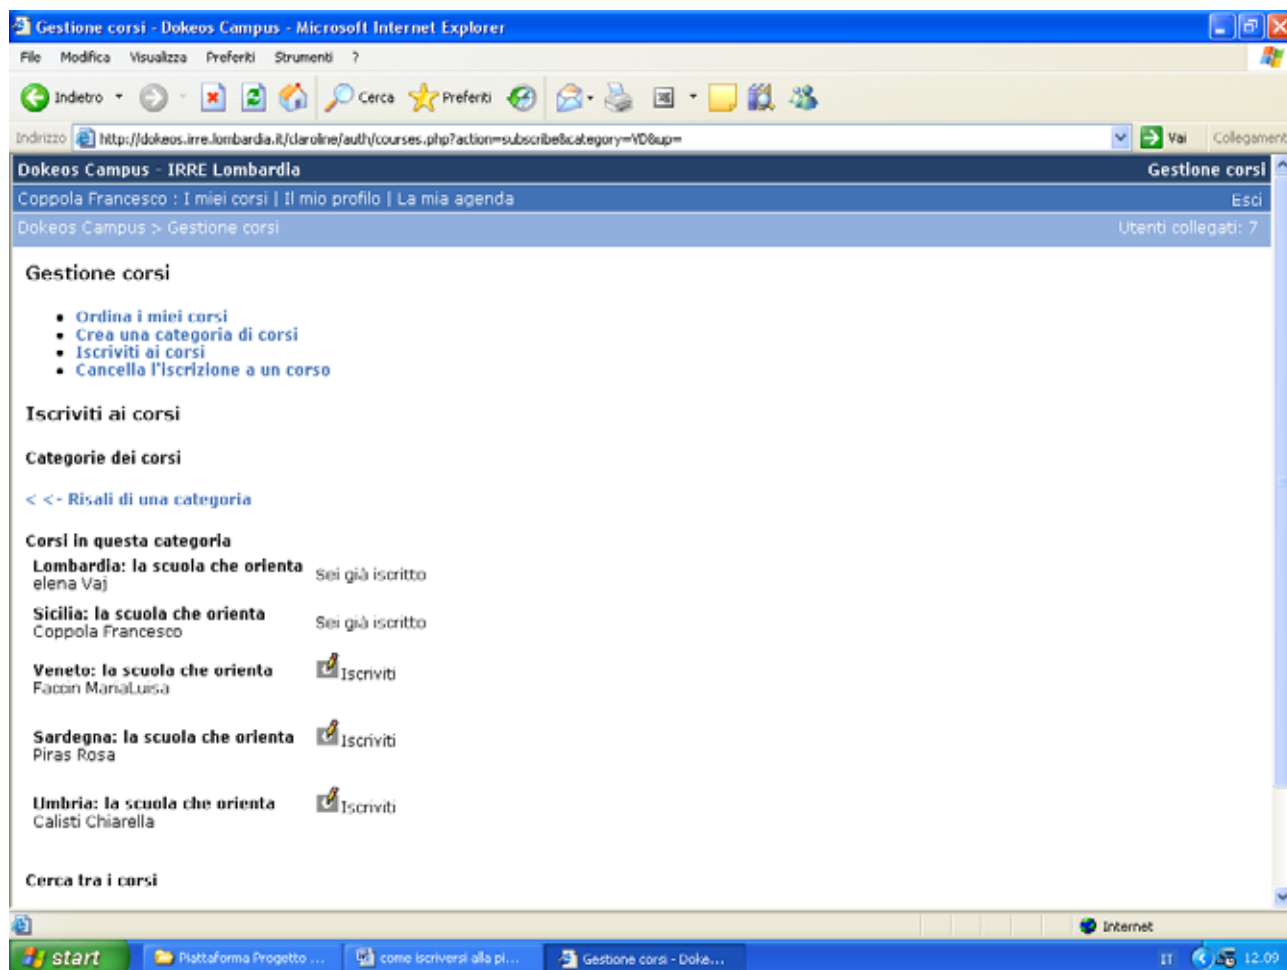 Gestione corsi - Dokeos Campus - Microsoft Internet Explorer
File Modifica Visualizza Preferiti Strumenti ?
Indietro Cerca Preferiti
Indirizzo http://dokeos.irre.lombardia.it/claroline/auth/courses.php?action=subscribe&category=VD&up= Vai Collegament
Dokeos Campus - IRRE Lombardia Gestione corsi
Coppola Francesco : I miei corsi | Il mio profilo | La mia agenda Esci
Dokeos Campus > Gestione corsi Utenti collegati: 7
Gestione corsi
• Ordina i miei corsi
• Crea una categoria di corsi
• Iscriviti ai corsi
• Cancella l'iscrizione a un corso
Iscriviti ai corsi
Categorie dei corsi
< <- Risali di una categoria
Corsi in questa categoria
Lombardia: la scuola che orienta
elena Vaj
Sei già iscritto
Sicilia: la scuola che orienta
Coppola Francesco
Sei già iscritto
Veneto: la scuola che orienta
Faccin MariaLuisa
Iscriviti
Sardegna: la scuola che orienta
Piras Rosa
Iscriviti
Umbria: la scuola che orienta
Calisti Chiarella
Iscriviti
Cerca tra i corsi
Internet
start Piattaforma Progetto ... come iscriversi alla pi... Gestione corsi - Doke... IT 12.09